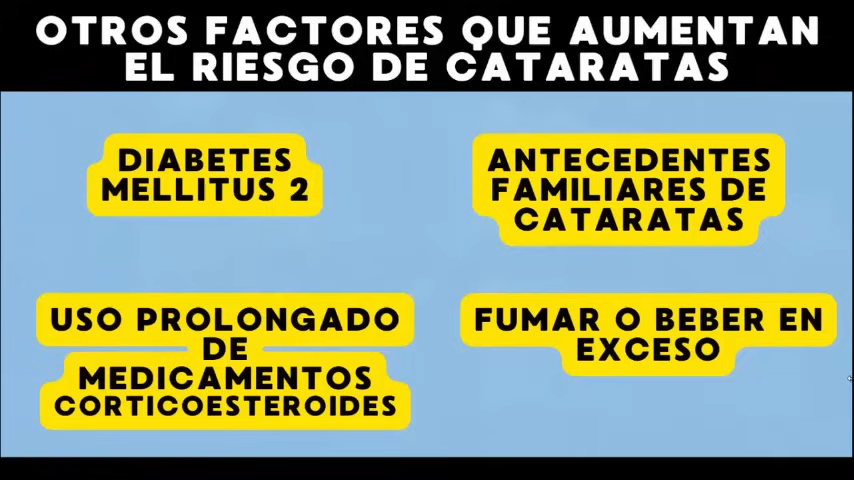 OTROS FACTORES QUE AUMENTAN
EL RIESGO DE CATARATAS
DIABETES
MELLITUS 2
ANTECEDENTES
FAMILIARES DE
CATARATAS
USO PROLONGADO
DE
MEDICAMENTOS
CORTICOESTEROIDES
FUMAR O BEBER EN
EXCESO